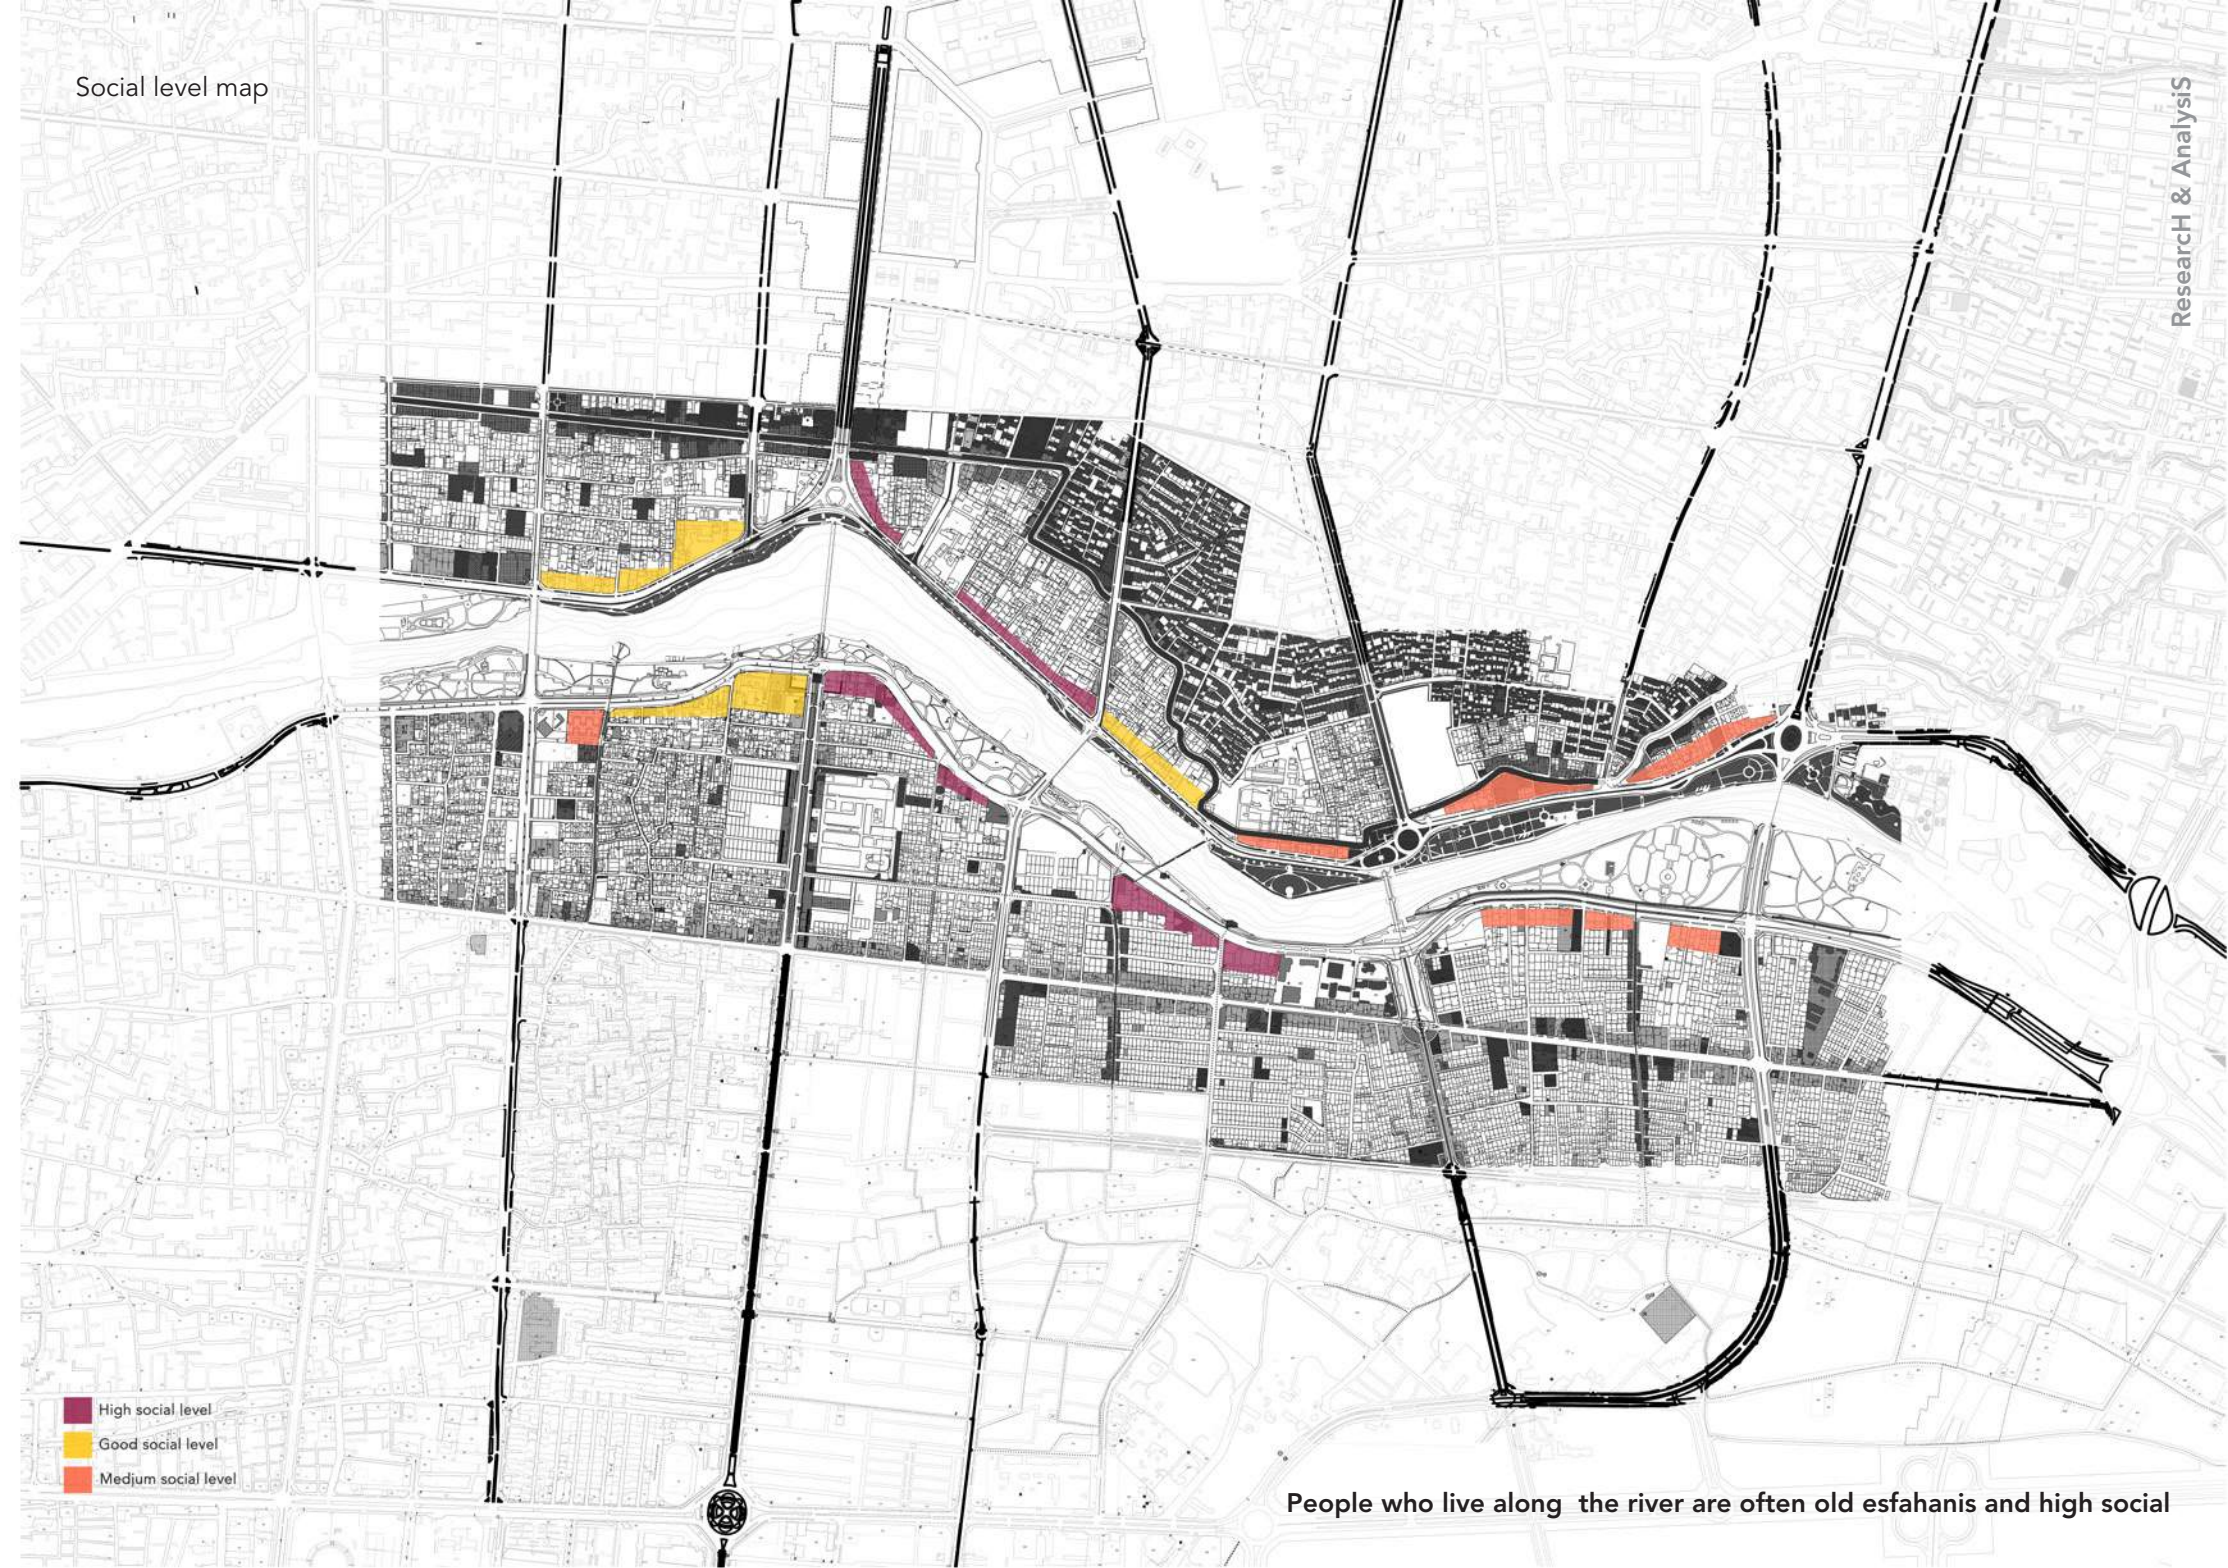 Social level map
ResearcH & AnalysiS
High social level
Good social level
Medjum social level
People who live along  the river are often old esfahanis and high social